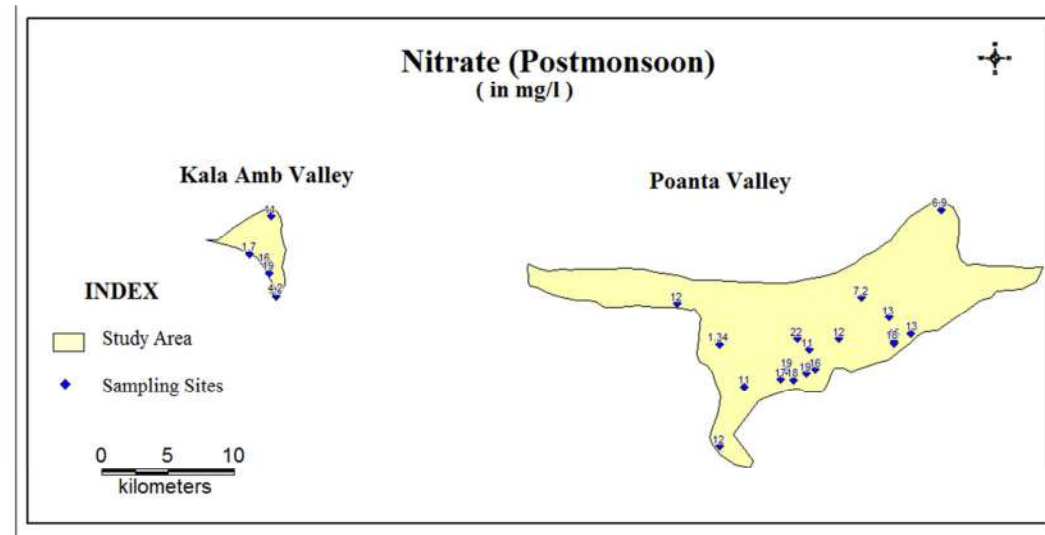 Nitrate (Postmonsoon)
( in mg/l )
Kala Amb Valley
Poanta Valley
6.9
11
1.7
16
19
4.2
INDEX
Study Area
Sampling Sites
0 5 10
kilometers
7.2
12
13
13
1.34
22
12
11
16
19
19
16
17
18
11
12